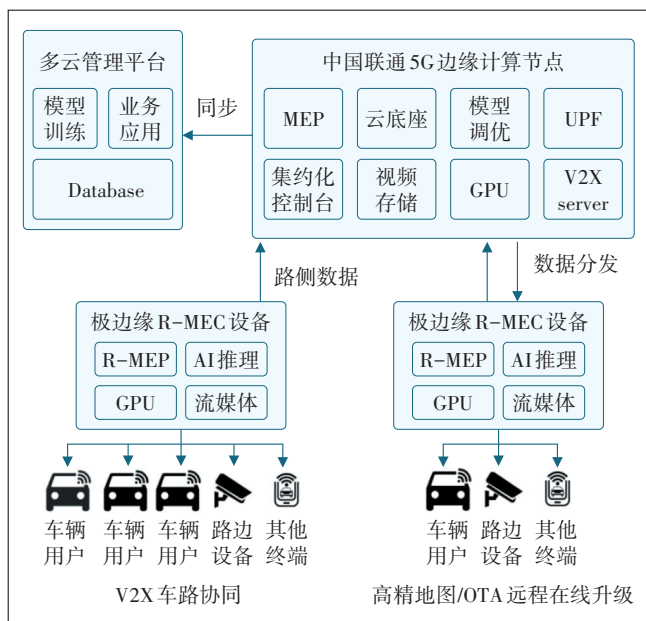 多云管理平台
模型
训练
业务
应用
Database
同步
中国联通5G边缘计算节点
MEP
云底座
模型
调优
UPF
集约化
控制台
视频
存储
GPU
V2X
server
路侧数据
数据分发
极边缘R-MEC设备
R-MEP
AI推理
GPU
流媒体
极边缘R-MEC设备
R-MEP
AI推理
GPU
流媒体
车辆
用户
车辆
用户
车辆
用户
路边
设备
其他
终端
V2X车路协同
车辆
用户
路边
设备
其他
终端
高精地图/OTA远程在线升级